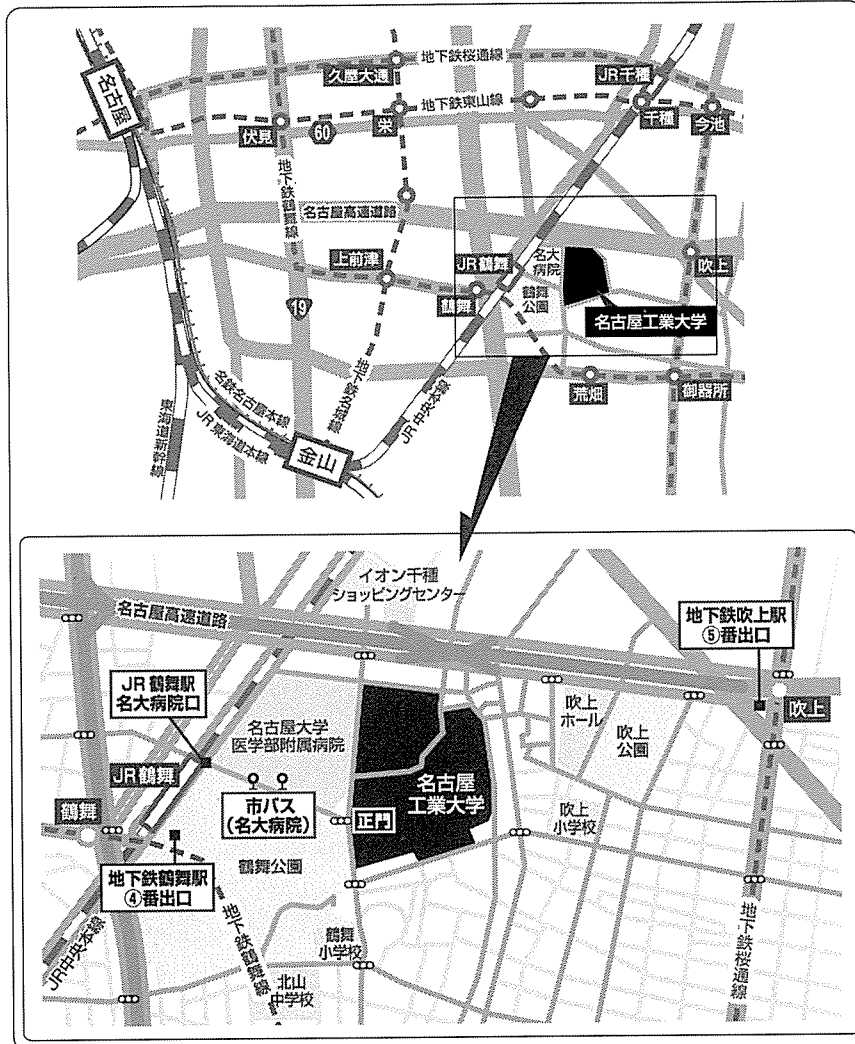 名古屋
久屋大通
地下鉄桜通線
JR千種
地下鉄東山線
伏見
60
栄
千種
今池
地下鉄鶴舞線
名古屋高速道路
上前津
JR鶴舞
名大
病院
吹上
鶴舞
鶴舞
公園
19
名古屋工業大学
地下鉄名城線
JR中央本線
荒畑
御器所
名鉄名古屋本線
JR東海道本線
東海道新幹線
金山
イオン千種
ショッピングセンター
名古屋高速道路
地下鉄吹上駅
⑤番出口
JR鶴舞駅
名大病院口
名古屋大学
医学部附属病院
吹上
ホール
吹上
公園
吹上
JR鶴舞
名古屋
工業大学
鶴舞
市バス
(名大病院)
正門
吹上
小学校
鶴舞公園
地下鉄鶴舞駅
④番出口
JR中央本線
地下鉄鶴舞線
鶴舞
小学校
北山
中学校
地下鉄桜通線